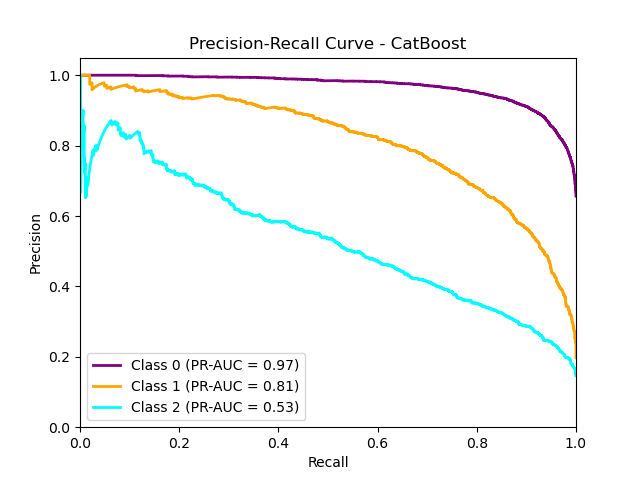 Precision-Recall Curve - CatBoost
Precision
1.0
0.8
0.6
0.4
0.2
0.0
Class 0 (PR-AUC = 0.97)
Class 1 (PR-AUC = 0.81)
Class 2 (PR-AUC = 0.53)
0.0 0.2 0.4 0.6 0.8 1.0
Recall